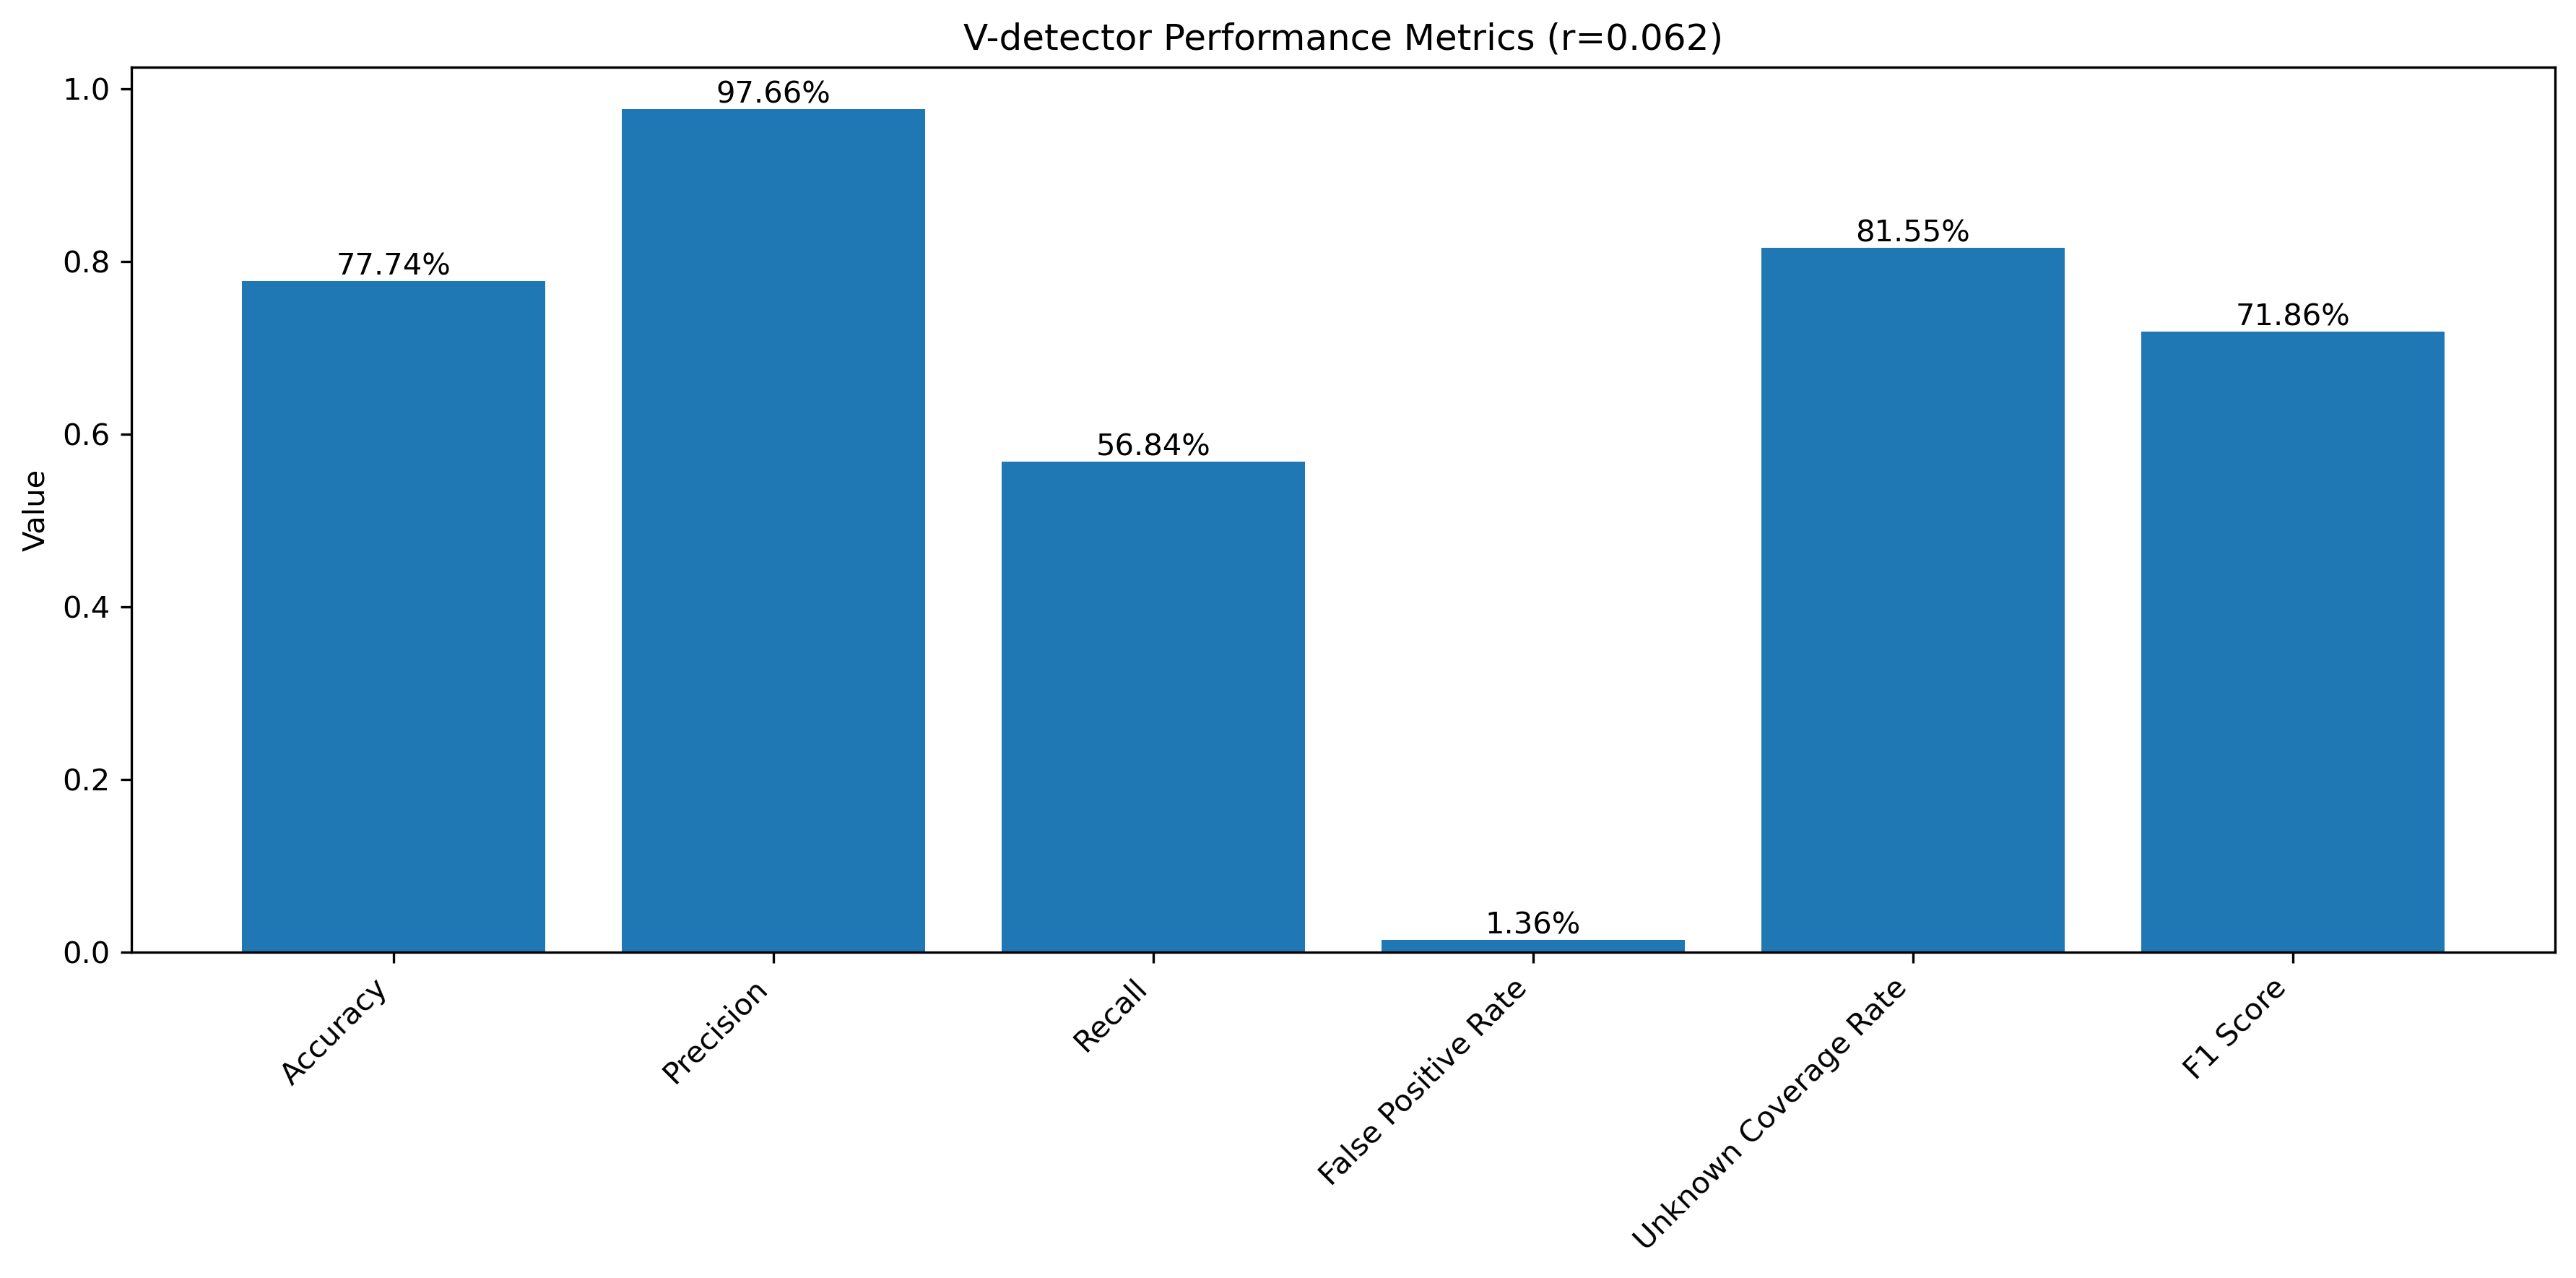 V-detector Performance Metrics (r=0.062)
Value
1.0
0.8
0.6
0.4
0.2
0.0
77.74%
97.66%
56.84%
1.36%
81.55%
71.86%
Accuracy
Precision
Recall
False Positive Rate
Unknown Coverage Rate
F1 Score